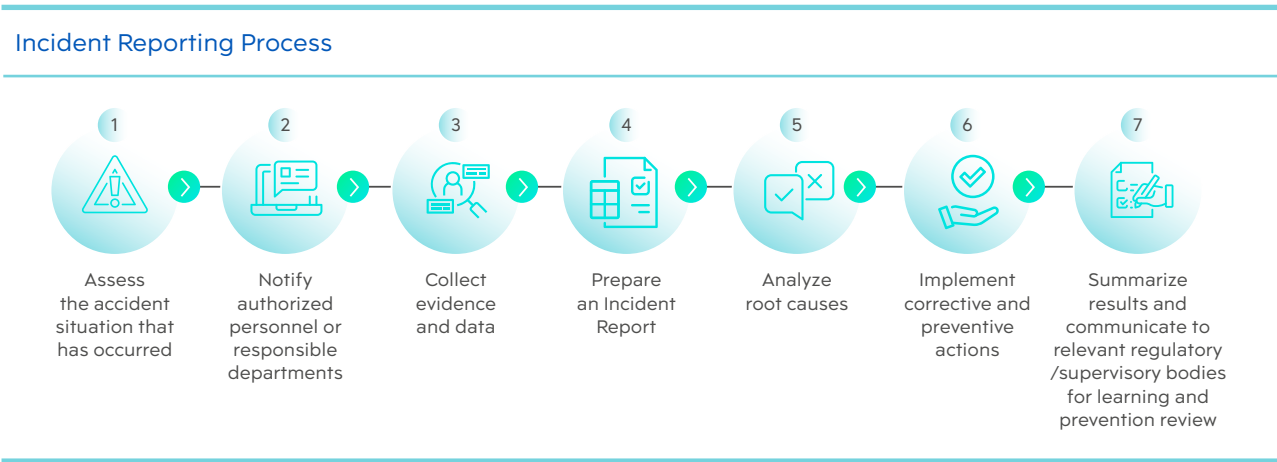 Incident Reporting Process
1
Assess
the accident
situation that
has occurred
2
Notify
authorized
personnel or
responsible
departments
3
Collect
evidence
and data
4
Prepare
an Incident
Report
5
Analyze
root causes
6
Implement
corrective and
preventive
actions
7
Summarize
results and
communicate to
relevant regulatory
/supervisory bodies
for learning and
prevention review